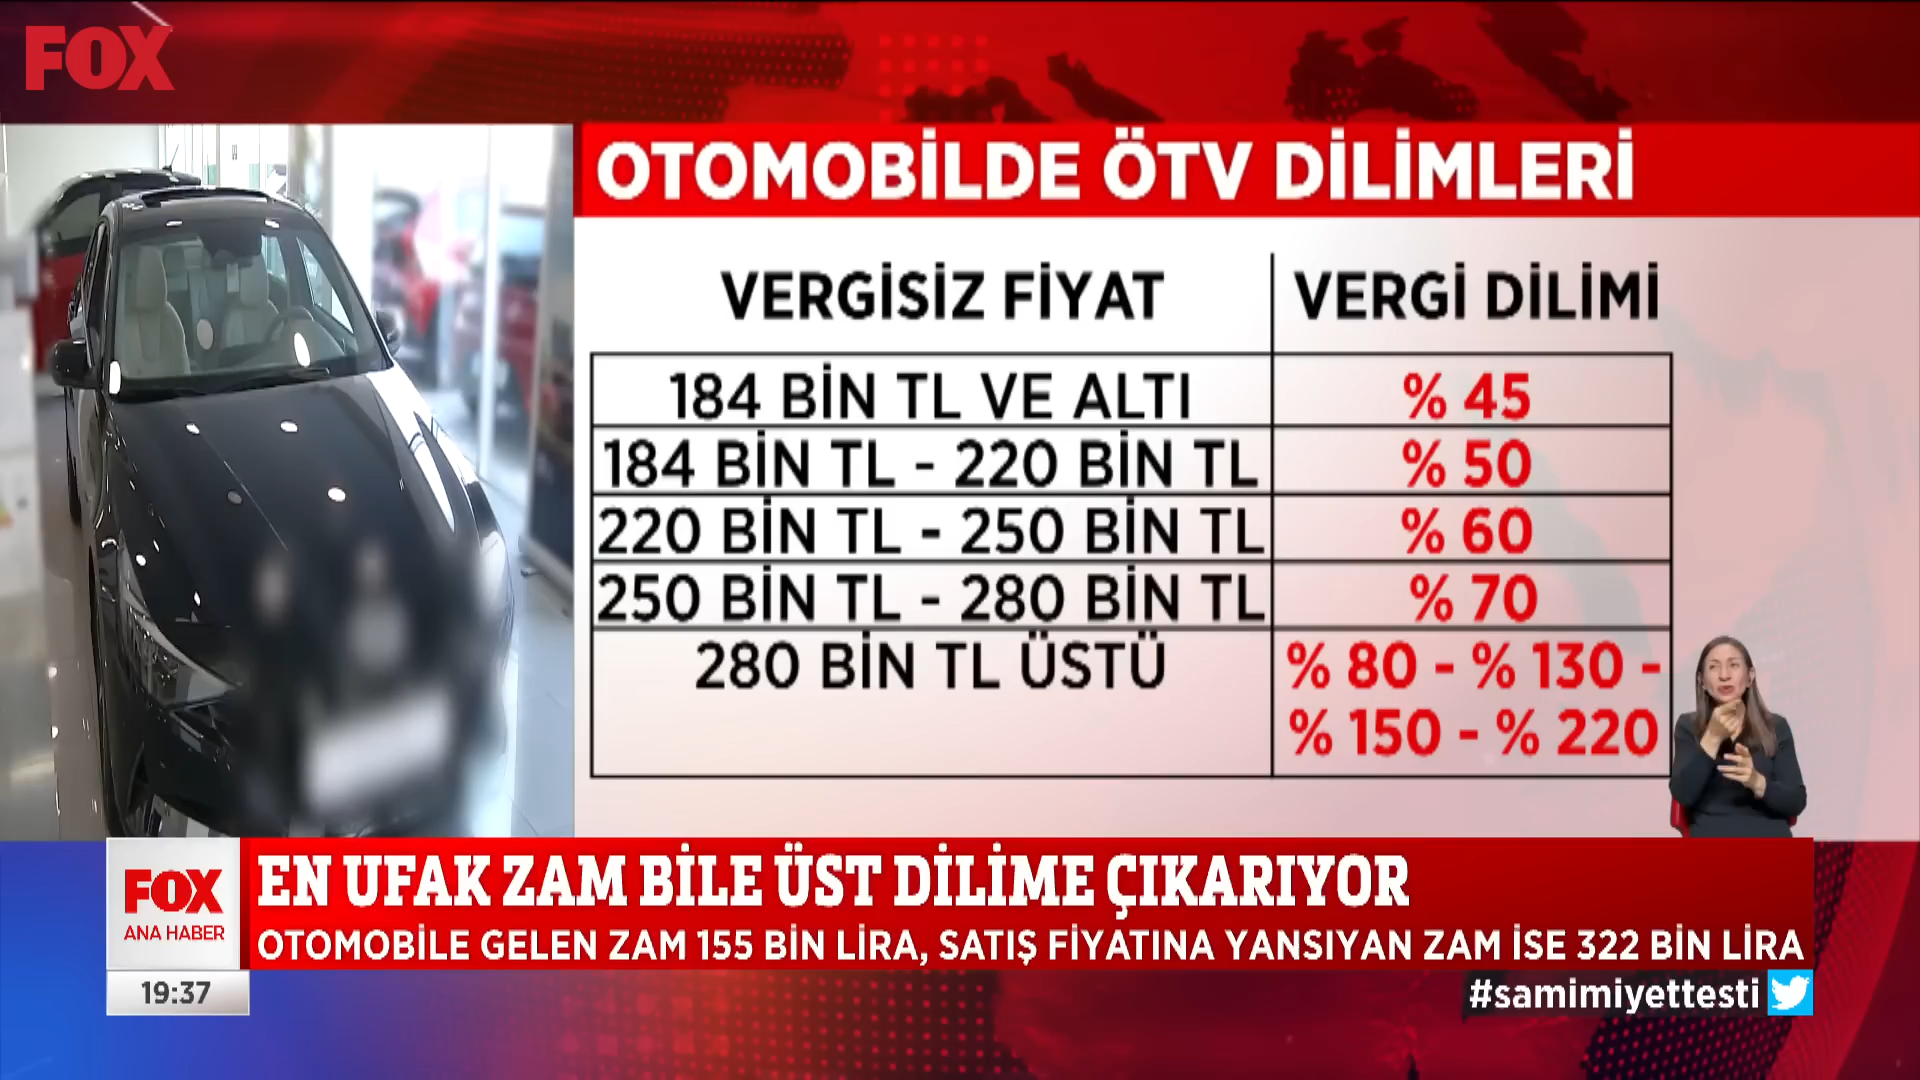 FOX
OTOMOBİLDE ÖTV DİLİMLERİ
VERGİSİZ FİYAT VERGİ DİLİMİ
184 BİN TL VE ALTI % 45
184 BİN TL - 220 BİN TL % 50
220 BİN TL - 250 BİN TL % 60
250 BİN TL - 280 BİN TL % 70
280 BİN TL ÜSTÜ % 80 - % 130 -
% 150 - % 220
FOX
ANA HABER
EN UFAK ZAM BİLE ÜST DİLİME ÇIKARIYOR
OTOMOBİLE GELEN ZAM 155 BİN LİRA, SATIŞ FİYATINA YANSIYAN ZAM İSE 322 BİN LİRA
19:37
#samimiyettesti